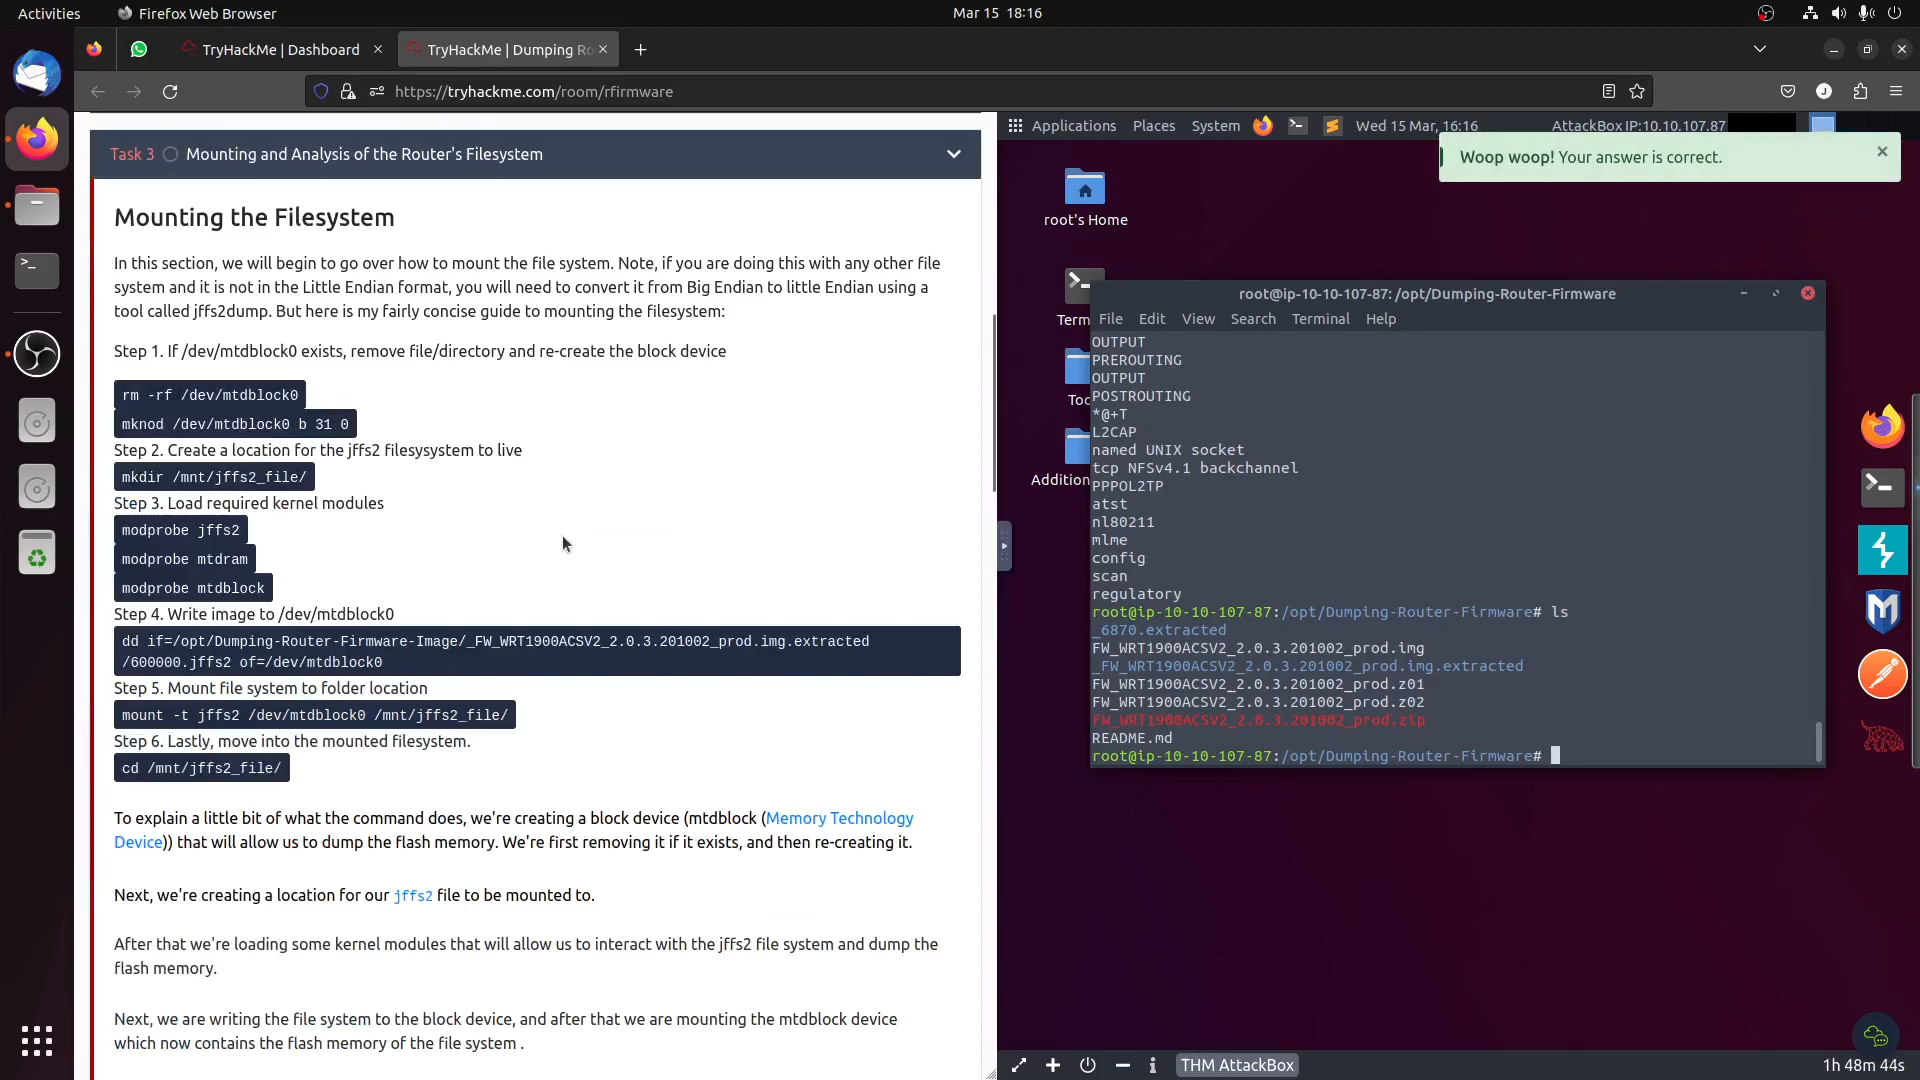 Activities
Firefox Web Browser
Mar 15 18:16
TryHackMe | Dashboard
TryHackMe | Dumping Ro
https://tryhackme.com/room/rfirmware
J
Task 3 Mounting and Analysis of the Router's Filesystem
Mounting the Filesystem
In this section, we will begin to go over how to mount the file system. Note, if you are doing this with any other file
system and it is not in the Little Endian format, you will need to convert it from Big Endian to little Endian using a
tool called jffs2dump. But here is my fairly concise guide to mounting the filesystem:
Step 1. If /dev/mtdblock0 exists, remove file/directory and re-create the block device
rm -rf /dev/mtdblock0
mknod /dev/mtdblock0 b 31 0
Step 2. Create a location for the jffs2 filesysystem to live
mkdir /mnt/jffs2_file/
Step 3. Load required kernel modules
modprobe jffs2
modprobe mtdram
modprobe mtdblock
Step 4. Write image to /dev/mtdblock0
dd if=/opt/Dumping-Router-Firmware-Image/_FW_WRT1900ACSV2_2.0.3.201002_prod.img.extracted
/600000.jffs2 of=/dev/mtdblock0
Step 5. Mount file system to folder location
mount -t jffs2 /dev/mtdblock0 /mnt/jffs2_file/
Step 6. Lastly, move into the mounted filesystem.
cd /mnt/jffs2_file/
To explain a little bit of what the command does, we're creating a block device (mtdblock (Memory Technology
Device)) that will allow us to dump the flash memory. We're first removing it if it exists, and then re-creating it.
Next, we're creating a location for our jffs2 file to be mounted to.
After that we're loading some kernel modules that will allow us to interact with the jffs2 file system and dump the
flash memory.
Next, we are writing the file system to the block device, and after that we are mounting the mtdblock device
which now contains the flash memory of the file system .
Applications Places System
Wed 15 Mar, 16:16
AttackBox IP:10.10.107.87
Woop woop! Your answer is correct.
root's Home
Term
Too
Addition
root@ip-10-10-107-87: /opt/Dumping-Router-Firmware
File Edit View Search Terminal Help
OUTPUT
PREROUTING
OUTPUT
POSTROUTING
*@+T
L2CAP
named UNIX socket
tcp NFSv4.1 backchannel
PPPOL2TP
atst
nl80211
mlme
config
scan
regulatory
root@ip-10-10-107-87:/opt/Dumping-Router-Firmware# ls
_6870.extracted
FW_WRT1900ACSV2_2.0.3.201002_prod.img
_FW_WRT1900ACSV2_2.0.3.201002_prod.img.extracted
FW_WRT1900ACSV2_2.0.3.201002_prod.z01
FW_WRT1900ACSV2_2.0.3.201002_prod.z02
FW_WRT1900ACSV2_2.0.3.201002_prod.zip
README.md
root@ip-10-10-107-87:/opt/Dumping-Router-Firmware#
THM AttackBox
1h 48m 44s